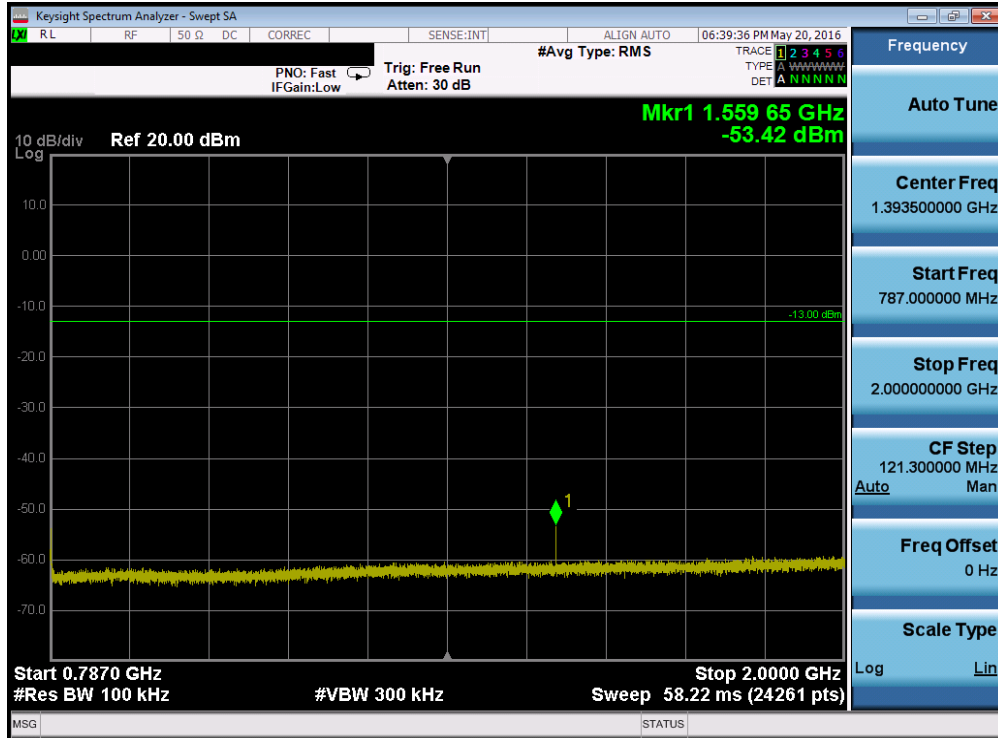 Keysight Spectrum Analyzer - Swept SA
LXI RL RF 50 Ω DC CORREC SENSE:INT ALIGN AUTO 06:39:36 PM May 20, 2016
#Avg Type: RMS TRACE 1 2 3 4 5 6
PNO: Fast Trig: Free Run TYPE A WWWWW
IFGain:Low Atten: 30 dB DET A N N N N N
Mkr1 1.559 65 GHz
-53.42 dBm
10 dB/div Ref 20.00 dBm
Log
10.0
0.00
-10.0
-13.00 dBm
-20.0
-30.0
-40.0
-50.0
1
-60.0
-70.0
Start 0.7870 GHz Stop 2.0000 GHz
#Res BW 100 kHz #VBW 300 kHz Sweep 58.22 ms (24261 pts)
MSG STATUS
Frequency
Auto Tune
Center Freq
1.393500000 GHz
Start Freq
787.000000 MHz
Stop Freq
2.000000000 GHz
CF Step
121.300000 MHz
Auto Man
Freq Offset
0 Hz
Scale Type
Log Lin